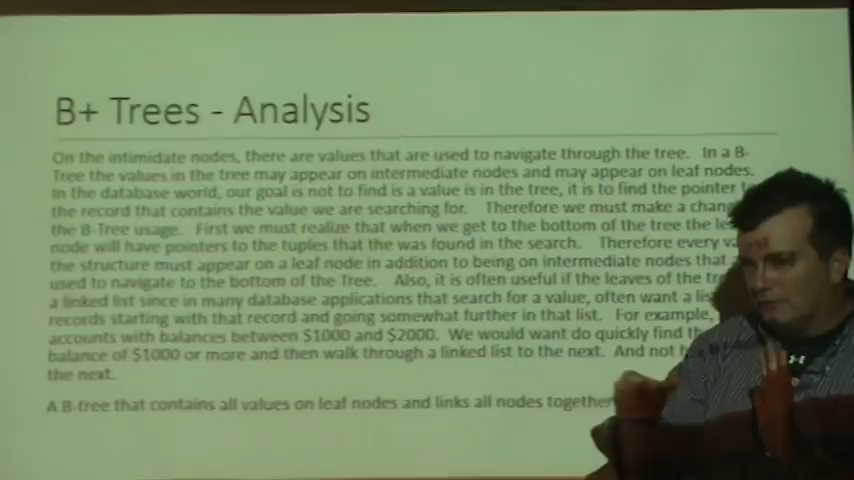 B+ Trees - Analysis
On the intimidate nodes, there are values that are used to navigate through the tree. In a B-
Tree the values in the tree may appear on intermediate nodes and may appear on leaf nodes.
In the database world, our goal is not to find is a value is in the tree, it is to find the pointer
the record that contains the value we are searching for. Therefore we must make a chan
the B-Tree usage. First we must realize that when we get to the bottom of the tree the le
node will have pointers to the tuples that the was found in the search. Therefore every
the structure must appear on a leaf node in addition to being on intermediate nodes that
used to navigate to the bottom of the Tree. Also, it is often useful if the leaves of the
a linked list since in many database applications that search for a value, often want a
records starting with that record and going somewhat further in that list. For example,
accounts with balances between $1000 and $2000. We would want do quickly find
balance of $1000 or more and then walk through a linked list to the next. And not
the next.
A B-tree that contains all values on leaf nodes and links all nodes together